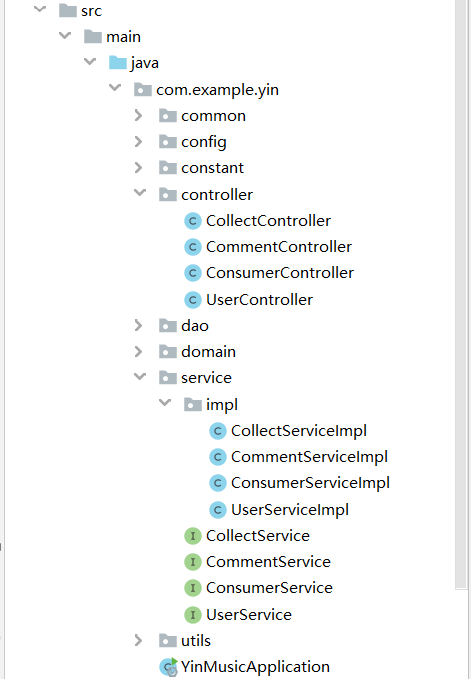 src
main
java
com.example.yin
common
config
constant
controller
C CollectController
C CommentController
C ConsumerController
C UserController
dao
domain
service
impl
C CollectServiceImpl
C CommentServiceImpl
C ConsumerServiceImpl
C UserServiceImpl
I CollectService
I CommentService
I ConsumerService
I UserService
utils
C YinMusicApplication